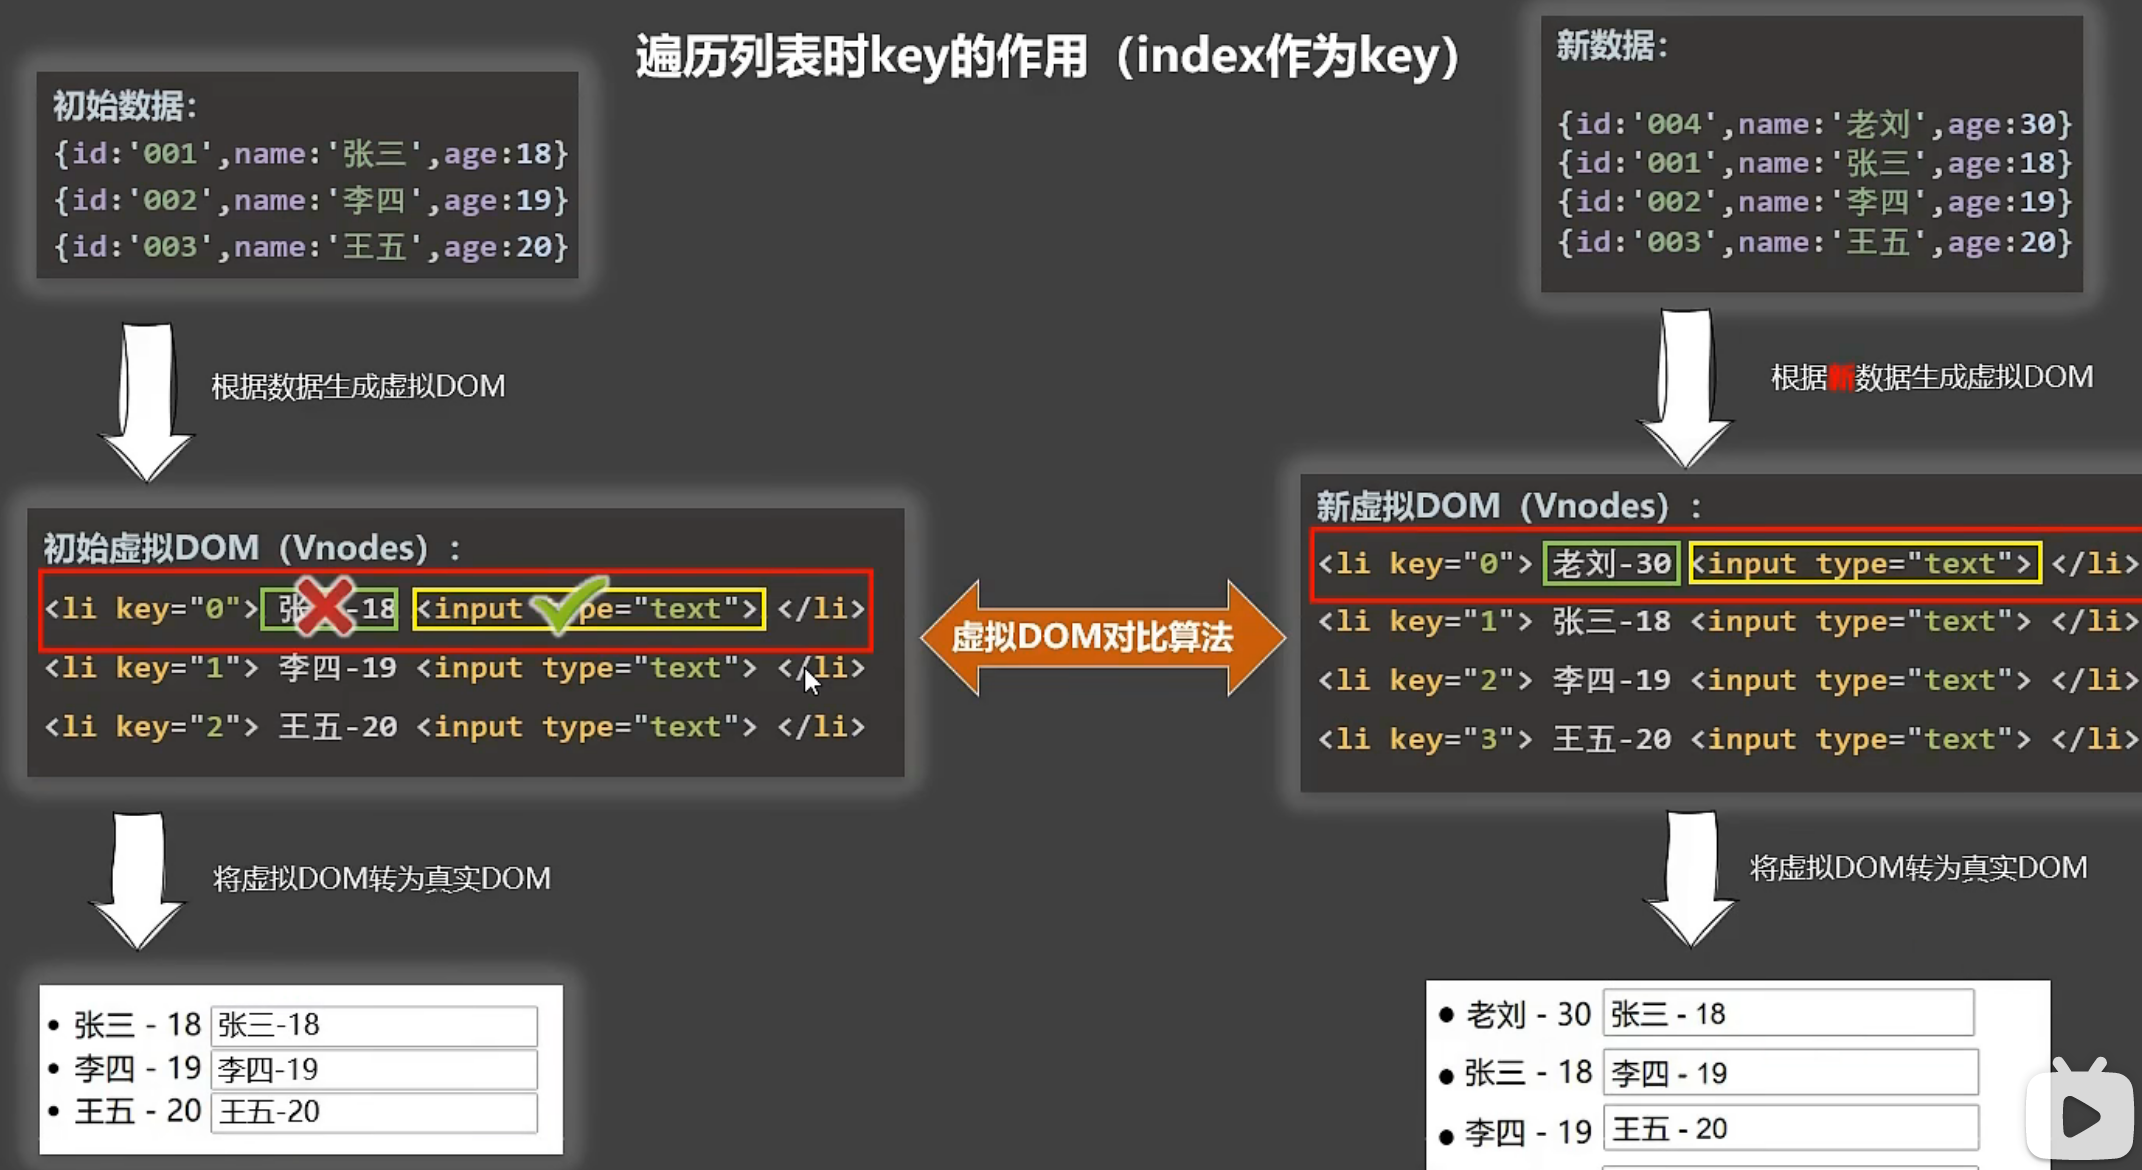 遍历列表时key的作用（index作为key）
初始数据：
{id:'001',name:'张三',age:18}
{id:'002',name:'李四',age:19}
{id:'003',name:'王五',age:20}
新数据：
{id:'004',name:'老刘',age:30}
{id:'001',name:'张三',age:18}
{id:'002',name:'李四',age:19}
{id:'003',name:'王五',age:20}
根据数据生成虚拟DOM
根据新数据生成虚拟DOM
初始虚拟DOM（Vnodes）：
<li key="0"> 张 -18 <input type="text"> </li>
<li key="1"> 李四-19 <input type="text"> </li>
<li key="2"> 王五-20 <input type="text"> </li>
虚拟DOM对比算法
新虚拟DOM（Vnodes）：
<li key="0"> 老刘-30 <input type="text"> </li>
<li key="1"> 张三-18 <input type="text"> </li>
<li key="2"> 李四-19 <input type="text"> </li>
<li key="3"> 王五-20 <input type="text"> </li>
将虚拟DOM转为真实DOM
将虚拟DOM转为真实DOM
• 张三 - 18 张三-18
• 李四 - 19 李四-19
• 王五 - 20 王五-20
• 老刘 - 30 张三 - 18
• 张三 - 18 李四 - 19
• 李四 - 19 王五 - 20